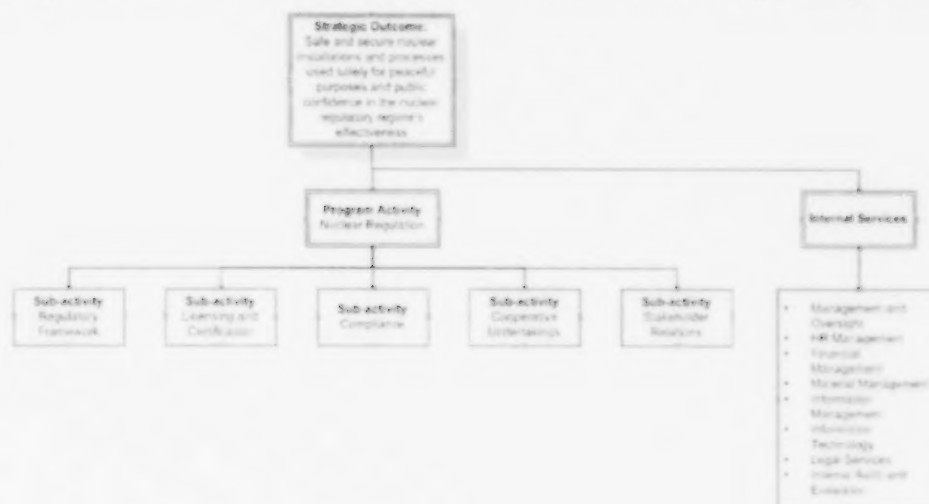 Strategic Outcome:
Safe and secure nuclear
installations and processes
used solely for peaceful
purposes and public
confidence in the nuclear
regulatory regime's
effectiveness
Program Activity
Nuclear Regulation
Internal Services
Sub-activity
Regulatory
Framework
Sub-activity
Licensing and
Certification
Sub-activity
Compliance
Sub-activity
Cooperative
Undertakings
Sub-activity
Stakeholder
Relations
• Management and
Oversight
• HR Management
• Financial
Management
• Material Management
• Information
Management
• Information
Technology
• Legal Services
• Internal Audit and
Evaluation